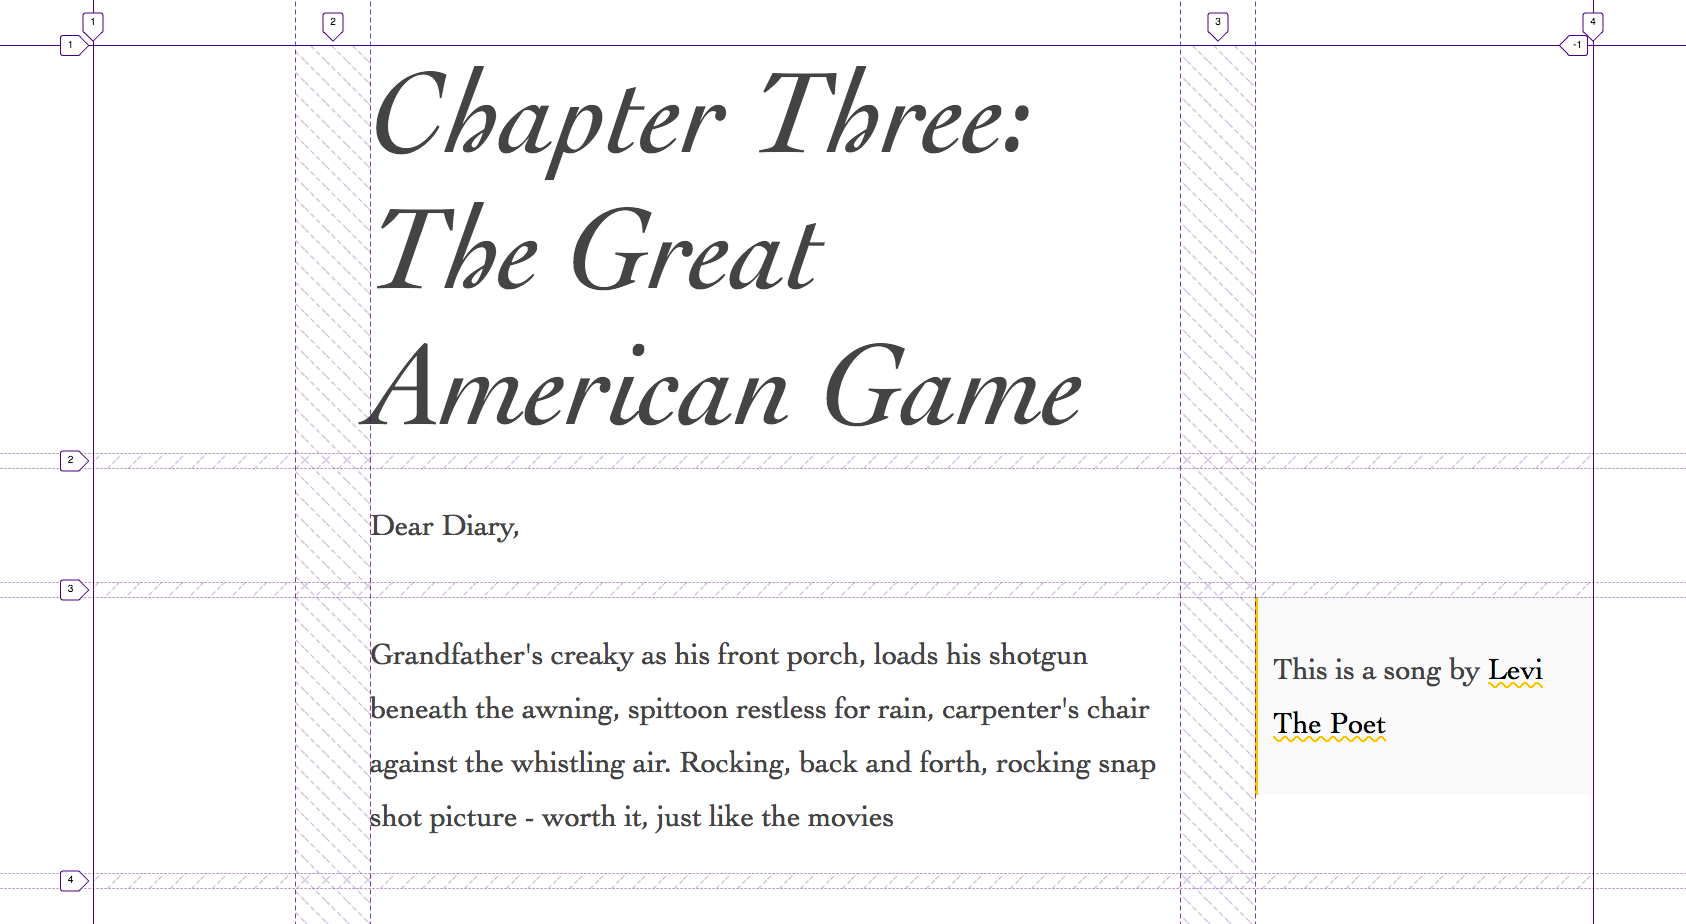 1
2
3
4
1
-1
Chapter Three:
The Great
American Game
2
Dear Diary,
3
Grandfather's creaky as his front porch, loads his shotgun
beneath the awning, spittoon restless for rain, carpenter's chair
against the whistling air. Rocking, back and forth, rocking snap
shot picture - worth it, just like the movies
This is a song by Levi
The Poet
4